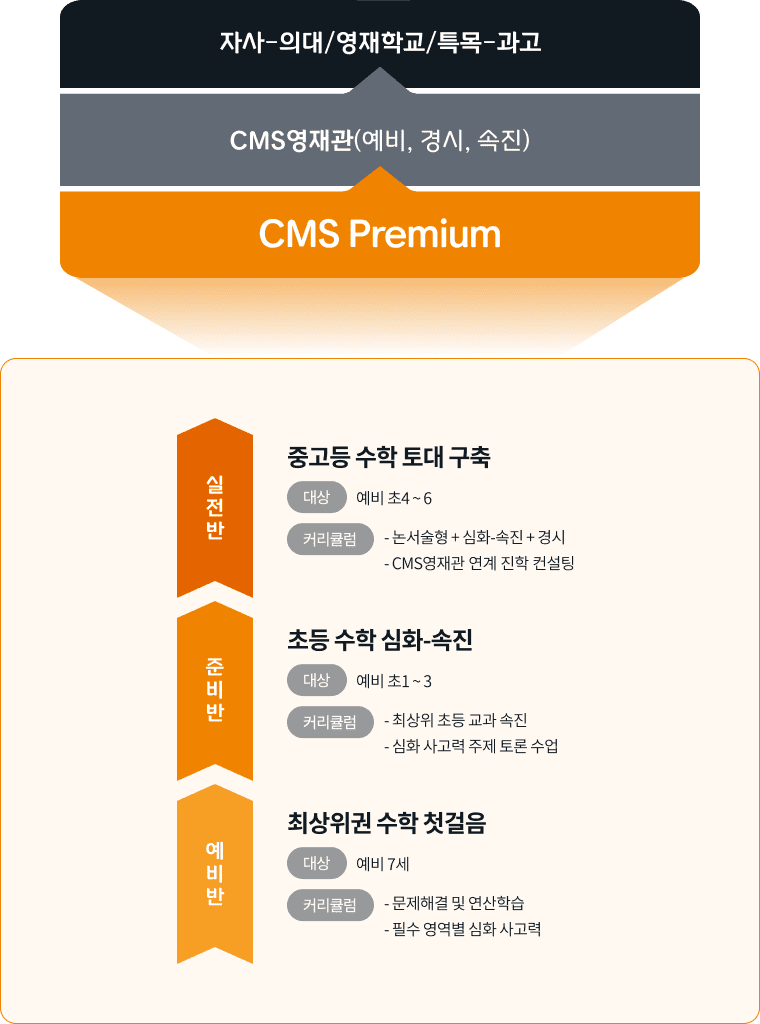 자사-의대/영재학교/특목-과고
CMS영재관(예비, 경시, 속진)
CMS Premium
실전반
중고등 수학 토대 구축
대상 예비 초4 ~ 6
커리큘럼 - 논서술형 + 심화-속진 + 경시
- CMS영재관 연계 진학 컨설팅
준비반
초등 수학 심화-속진
대상 예비 초1 ~ 3
커리큘럼 - 최상위 초등 교과 속진
- 심화 사고력 주제 토론 수업
예비반
최상위권 수학 첫걸음
대상 예비 7세
커리큘럼 - 문제해결 및 연산학습
- 필수 영역별 심화 사고력